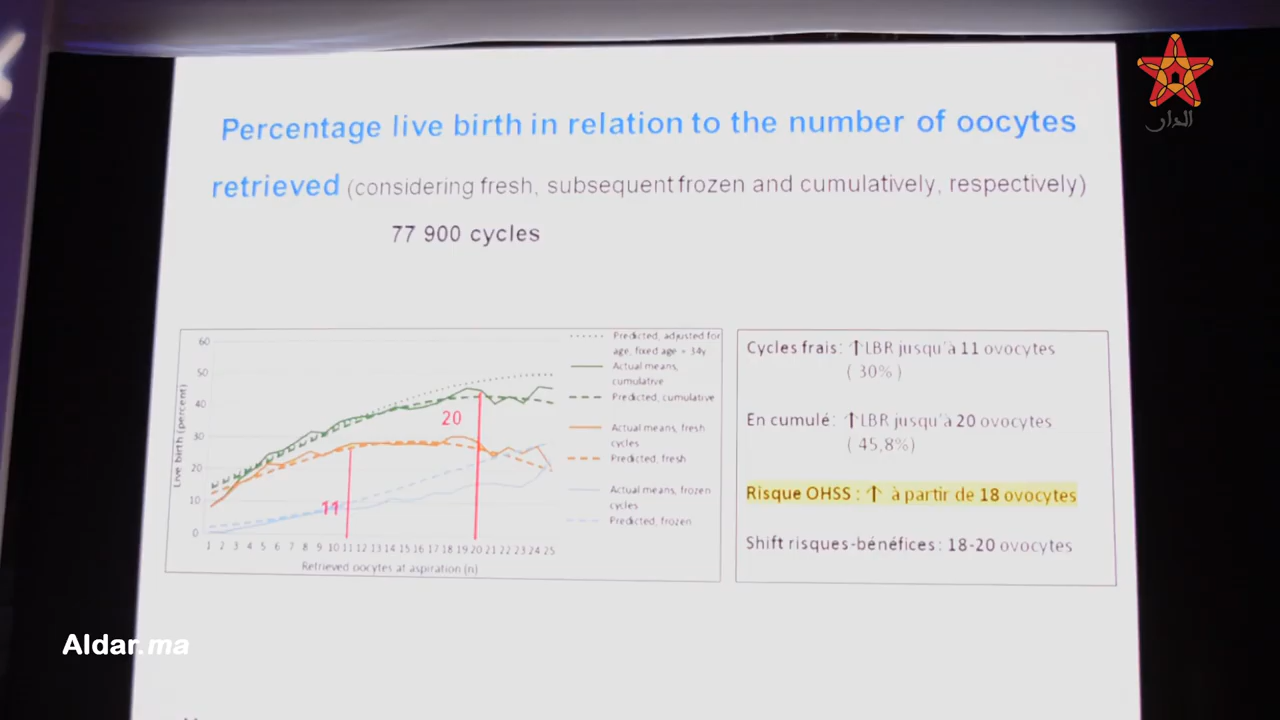 الدار
Percentage live birth in relation to the number of oocytes
retrieved (considering fresh, subsequent frozen and cumulatively, respectively)
77 900 cycles
60
50
40
30
20
10
0
Live birth (percent)
1 2 3 4 5 6 7 8 9 10 11 12 13 14 15 16 17 18 19 20 21 22 23 24 25
Retrieved oocytes at aspiration (n)
11
20
Predicted, adjusted for
age, fixed age = 34y
Actual means,
cumulative
Predicted, cumulative
Actual means, fresh
cycles
Predicted, fresh
Actual means, frozen
cycles
Predicted, frozen
Cycles frais: ↑LBR jusqu'à 11 ovocytes
( 30% )
En cumulé: ↑LBR jusqu'à 20 ovocytes
( 45,8%)
Risque OHSS : ↑ à partir de 18 ovocytes
Shift risques-bénéfices: 18-20 ovocytes
Aldar.ma